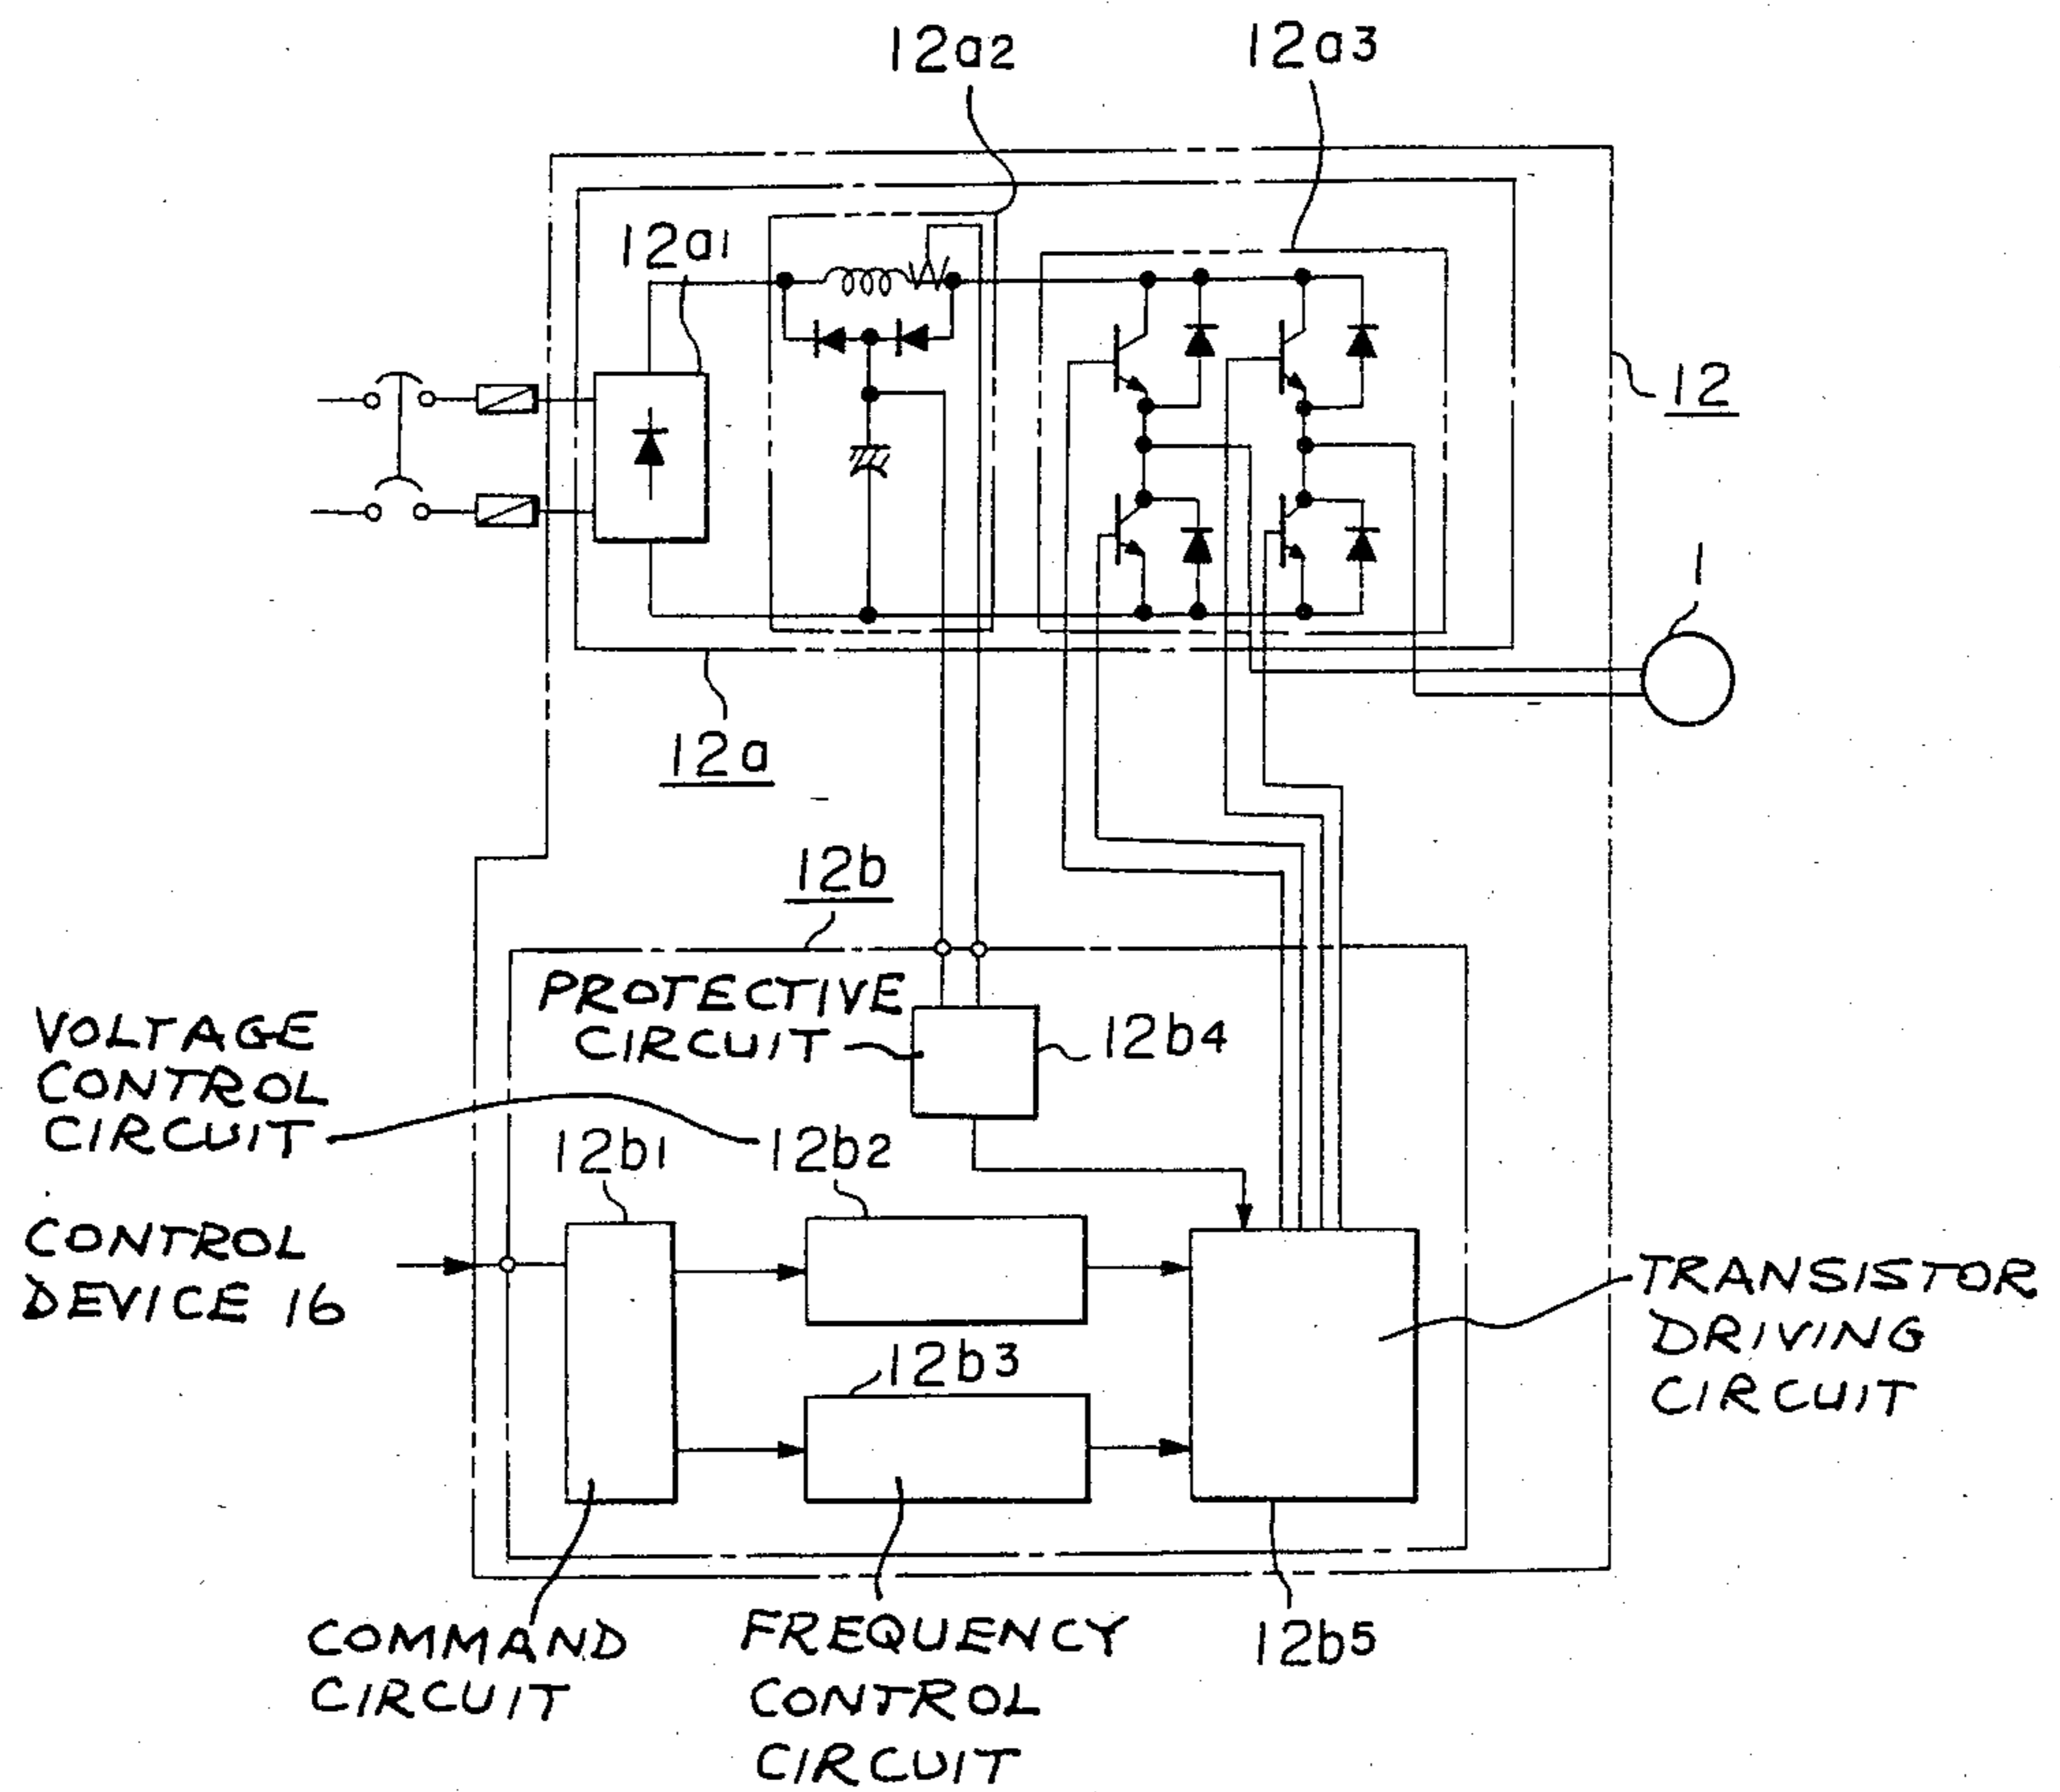 12a2
12a3
12a1
12
1
12a
12b
PROTECTIVE
CIRCUIT
12b4
VOLTAGE
CONTROL
CIRCUIT
12b1
12b2
CONTROL
DEVICE 16
12b3
TRANSISTOR
DRIVING
CIRCUIT
COMMAND
CIRCUIT
FREQUENCY
CONTROL
CIRCUIT
12b5